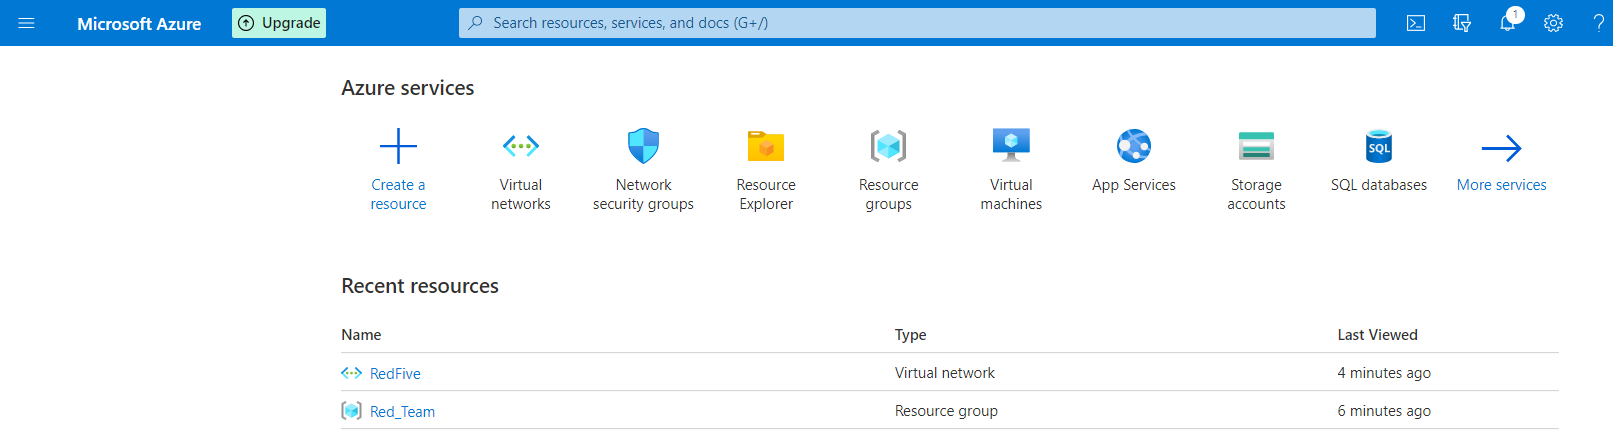 Microsoft Azure Upgrade Search resources, services, and docs (G+/) 1 ?
Azure services
Create a resource
Virtual networks
Network security groups
Resource Explorer
Resource groups
Virtual machines
App Services
Storage accounts
SQL
SQL databases
More services
Recent resources
Name Type Last Viewed
RedFive Virtual network 4 minutes ago
Red_Team Resource group 6 minutes ago